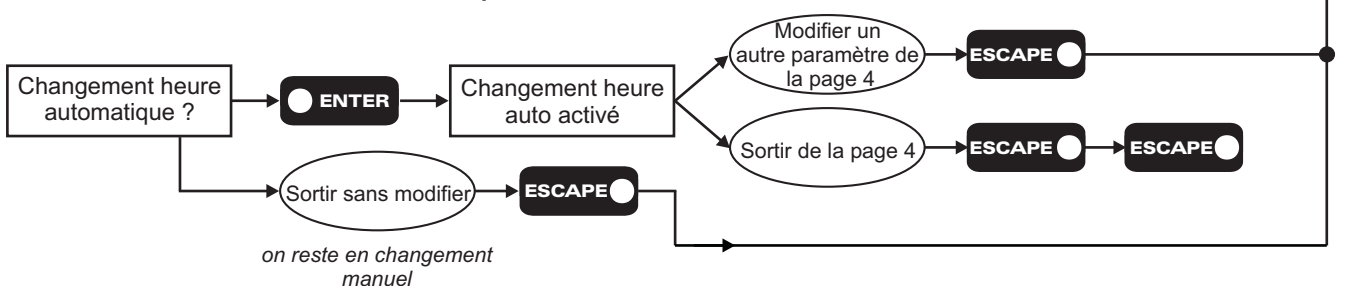 Changement heure
automatique ?
ENTER
Changement heure
auto activé
Modifier un
autre paramètre de
la page 4
ESCAPE
Sortir de la page 4
ESCAPE
ESCAPE
Sortir sans modifier
ESCAPE
on reste en changement
manuel